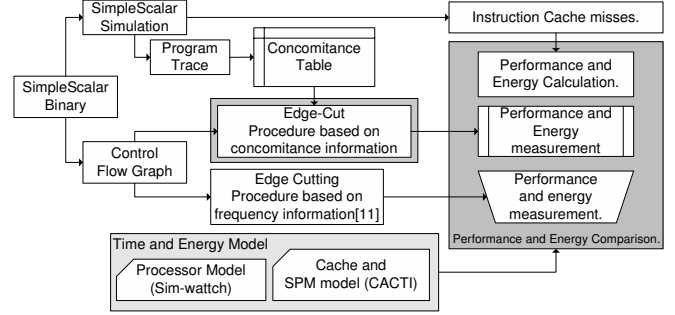 SimpleScalar
Simulation
Instruction Cache misses.
Program
Trace
Concomitance
Table
Performance and
Energy Calculation.
SimpleScalar
Binary
Edge-Cut
Procedure based on
concomitance information
Performance and
Energy
measurement
Control
Flow Graph
Edge Cutting
Procedure based on
frequency information[11]
Performance
and energy
measurement.
Performance and Energy Comparison.
Time and Energy Model
Processor Model
(Sim-wattch)
Cache and
SPM model (CACTI)